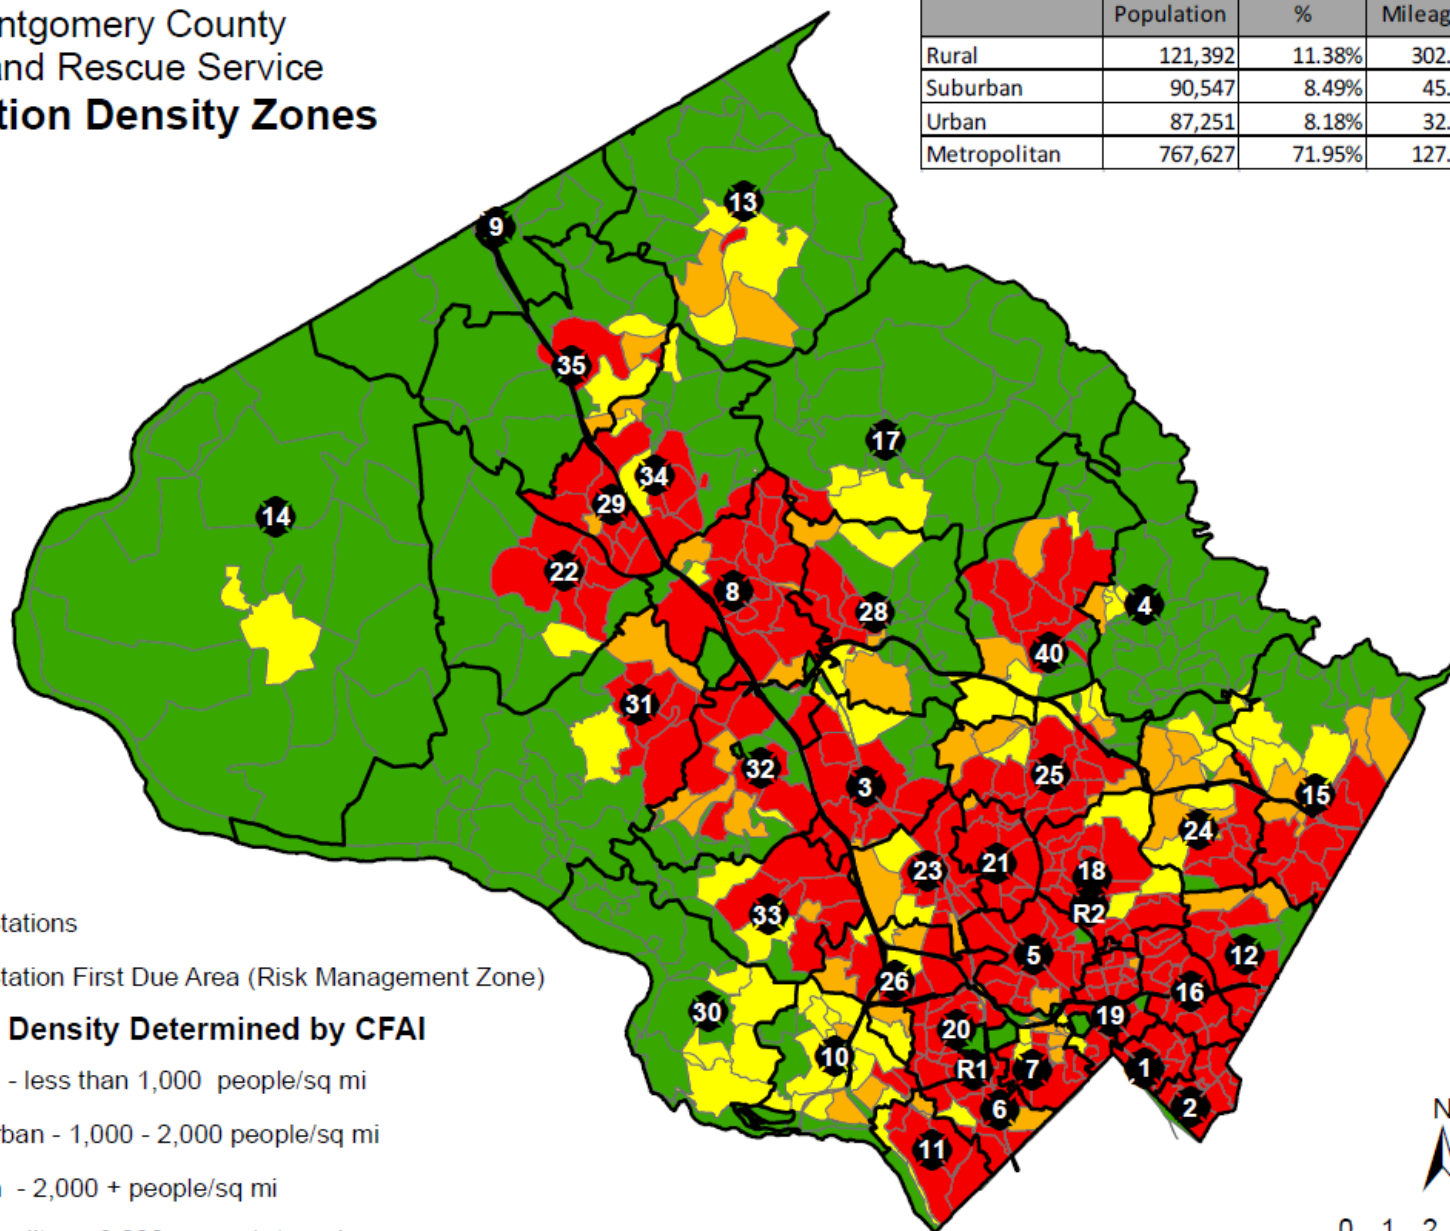 ntgomery County
and Rescue Service
tion Density Zones
Population % Mileag
Rural 121,392 11.38% 302.
Suburban 90,547 8.49% 45.
Urban 87,251 8.18% 32.
Metropolitan 767,627 71.95% 127.
13
9
35
17
34
29
14
22
8
28
4
40
31
32
3
25
15
24
23
21
18
33
R2
5
12
26
16
30
19
20
10
R1
7
1
6
2
11
tations
tation First Due Area (Risk Management Zone)
Density Determined by CFAI
- less than 1,000 people/sq mi
rban - 1,000 - 2,000 people/sq mi
- 2,000 + people/sq mi
N
0 1 2